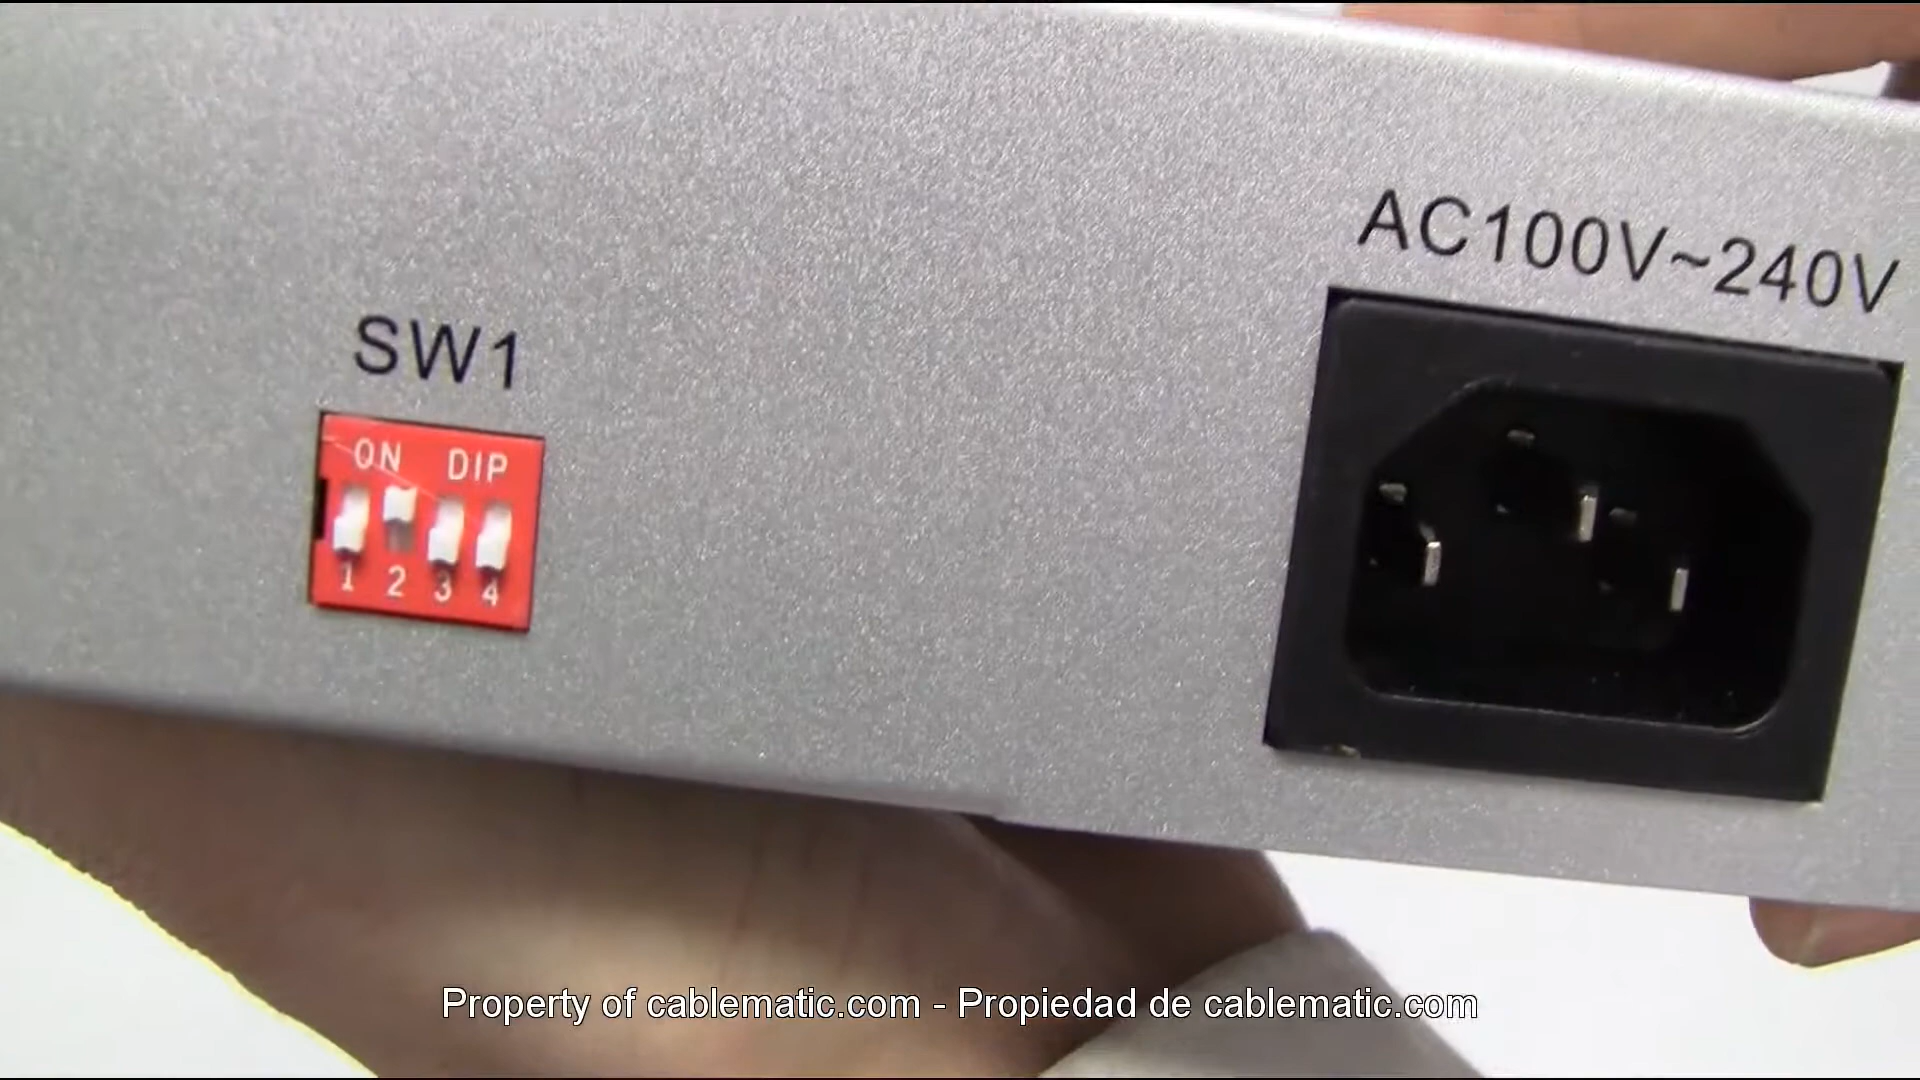 AC100V~240V
SW1
ON DIP
1 2 3 4
Property of cablematic.com - Propiedad de cablematic.com